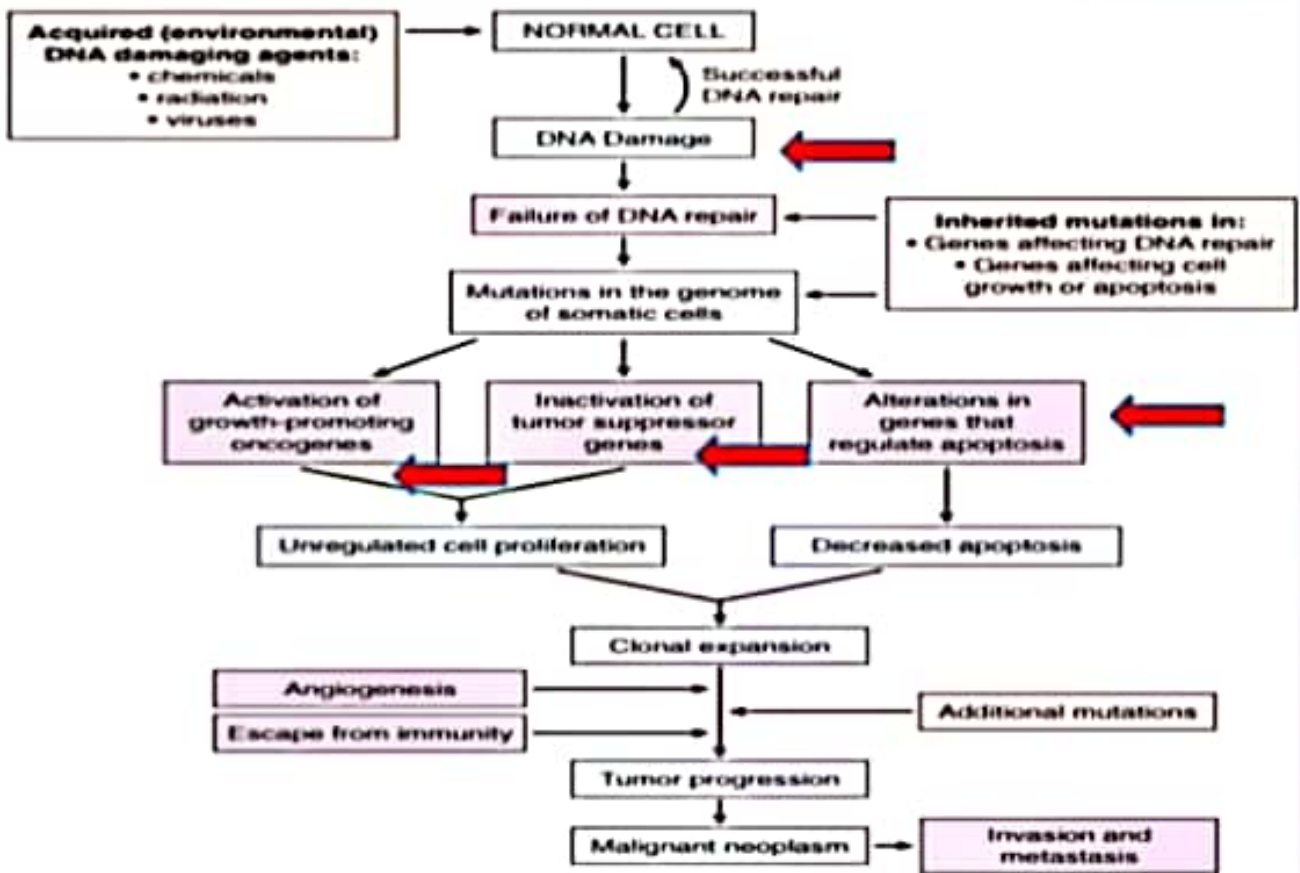 Acquired (environmental)
DNA damaging agents:
• chemicals
• radiation
• viruses
NORMAL CELL
Successful
DNA repair
DNA Damage
Failure of DNA repair
Inherited mutations in:
• Genes affecting DNA repair
• Genes affecting cell
growth or apoptosis
Mutations in the genome
of somatic cells
Activation of
growth-promoting
oncogenes
Inactivation of
tumor suppressor
genes
Alterations in
genes that
regulate apoptosis
Unregulated cell proliferation
Decreased apoptosis
Clonal expansion
Angiogenesis
Additional mutations
Escape from immunity
Tumor progression
Malignant neoplasm
Invasion and
metastasis